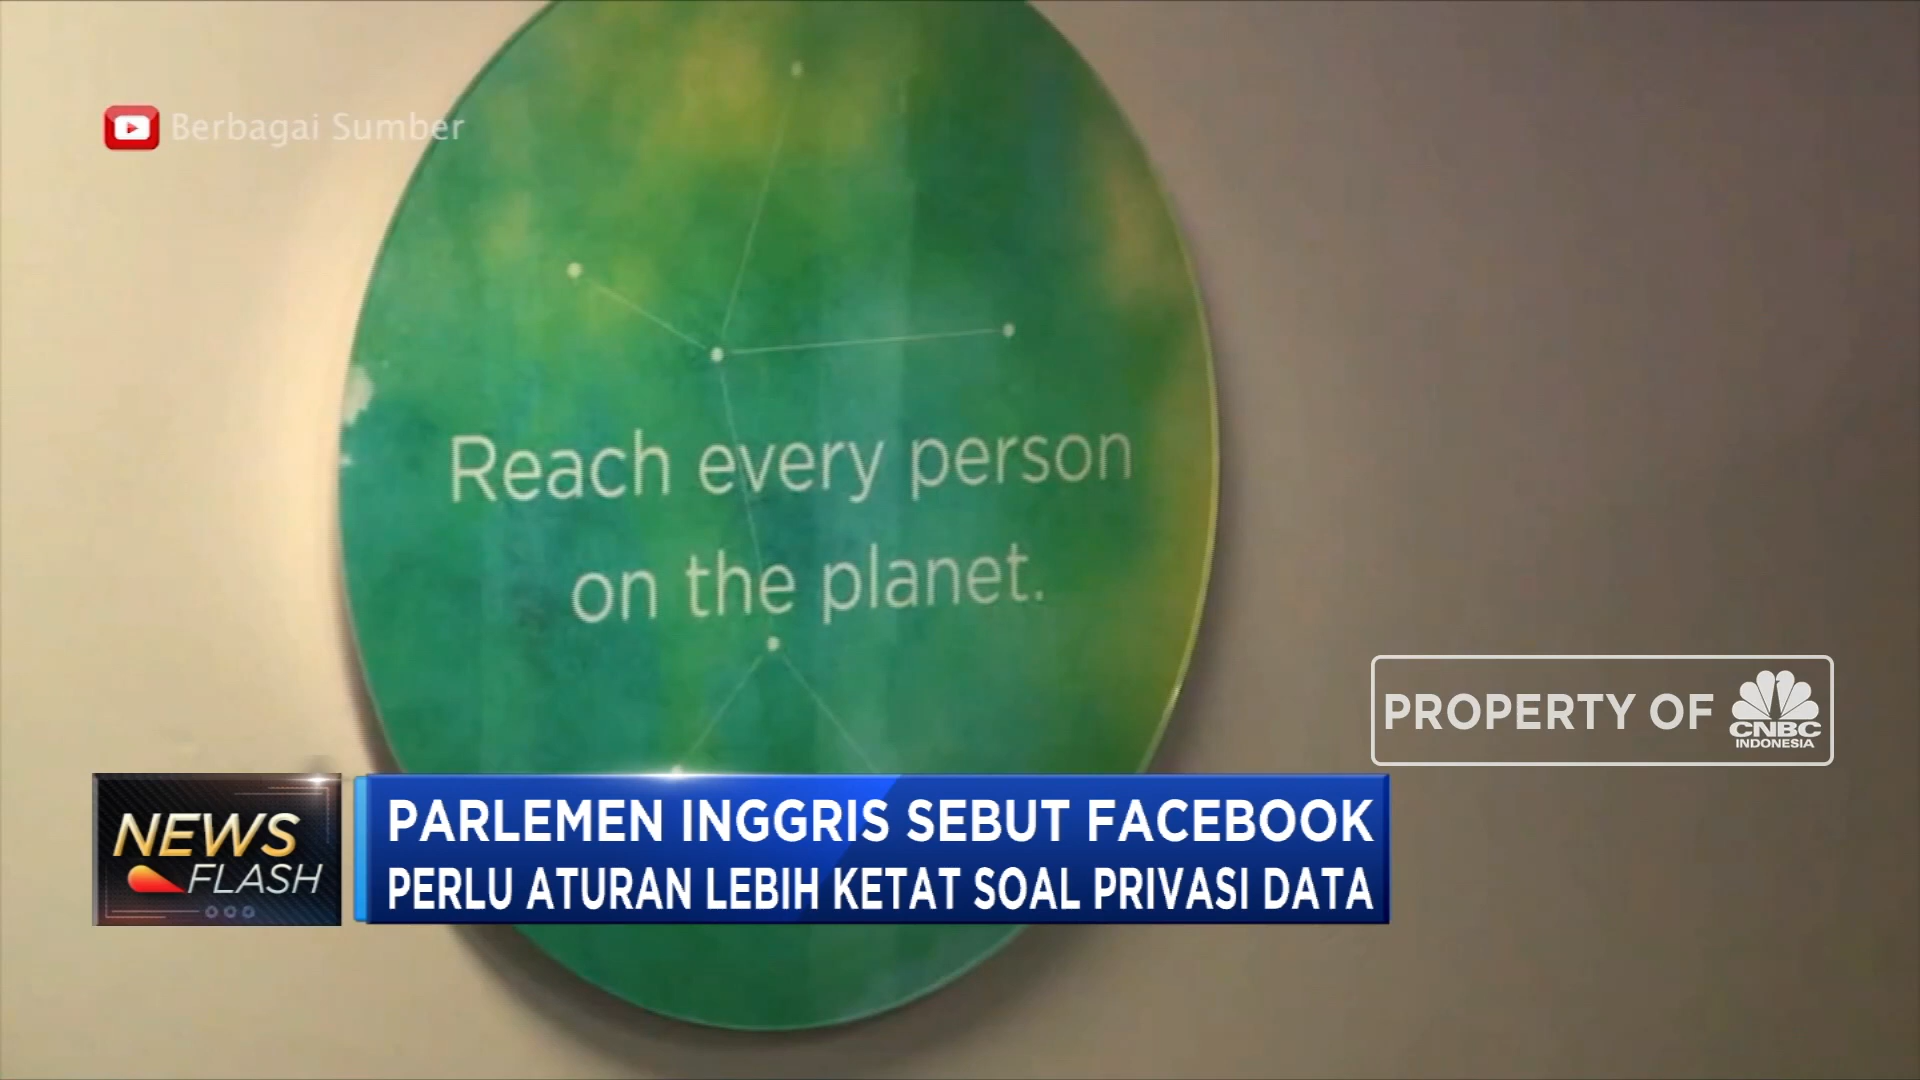 Berbagai Sumber
Reach every person
on the planet.
PROPERTY OF CNBC
INDONESIA
NEWS
FLASH
PARLEMEN INGGRIS SEBUT FACEBOOK
PERLU ATURAN LEBIH KETAT SOAL PRIVASI DATA